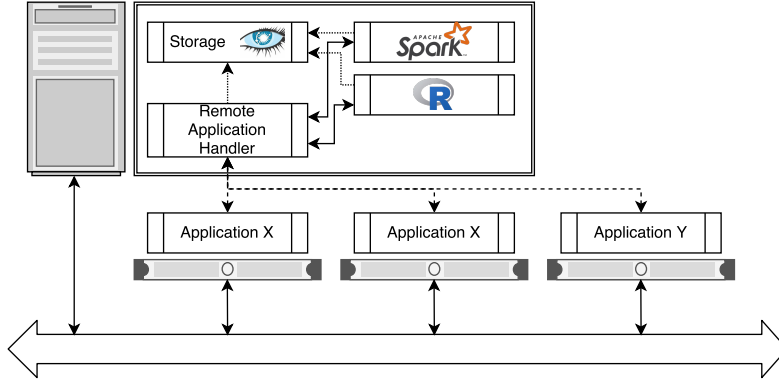 Storage
APACHE
Spark
R
Remote
Application
Handler
Application X
Application X
Application Y